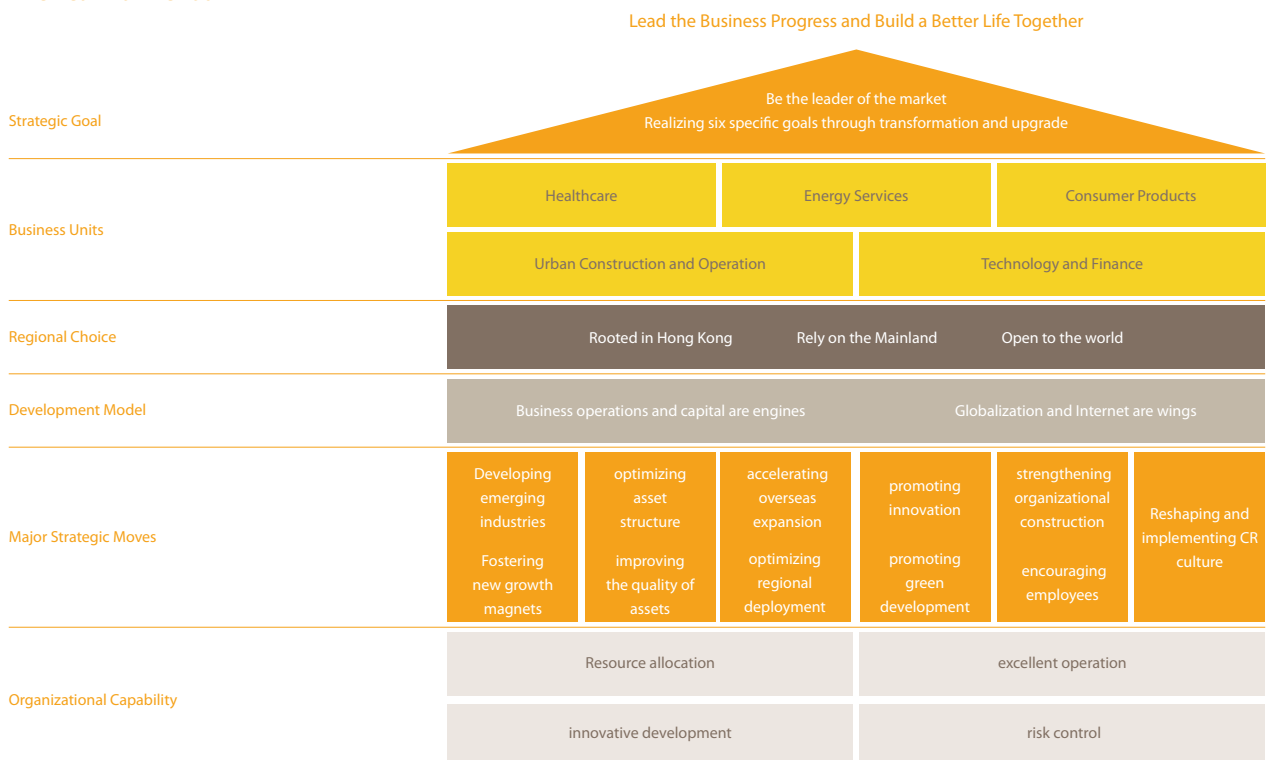 Lead the Business Progress and Build a Better Life Together
Strategic Goal
Be the leader of the market
Realizing six specific goals through transformation and upgrade
Business Units
Healthcare
Energy Services
Consumer Products
Urban Construction and Operation
Technology and Finance
Regional Choice
Rooted in Hong Kong
Rely on the Mainland
Open to the world
Development Model
Business operations and capital are engines
Globalization and Internet are wings
Major Strategic Moves
Developing
emerging
industries
Fostering
new growth
magnets
optimizing
asset
structure
improving
the quality of
assets
accelerating
overseas
expansion
optimizing
regional
deployment
promoting
innovation
promoting
green
development
strengthening
organizational
construction
encouraging
employees
Reshaping and
implementing CR
culture
Organizational Capability
Resource allocation
excellent operation
innovative development
risk control